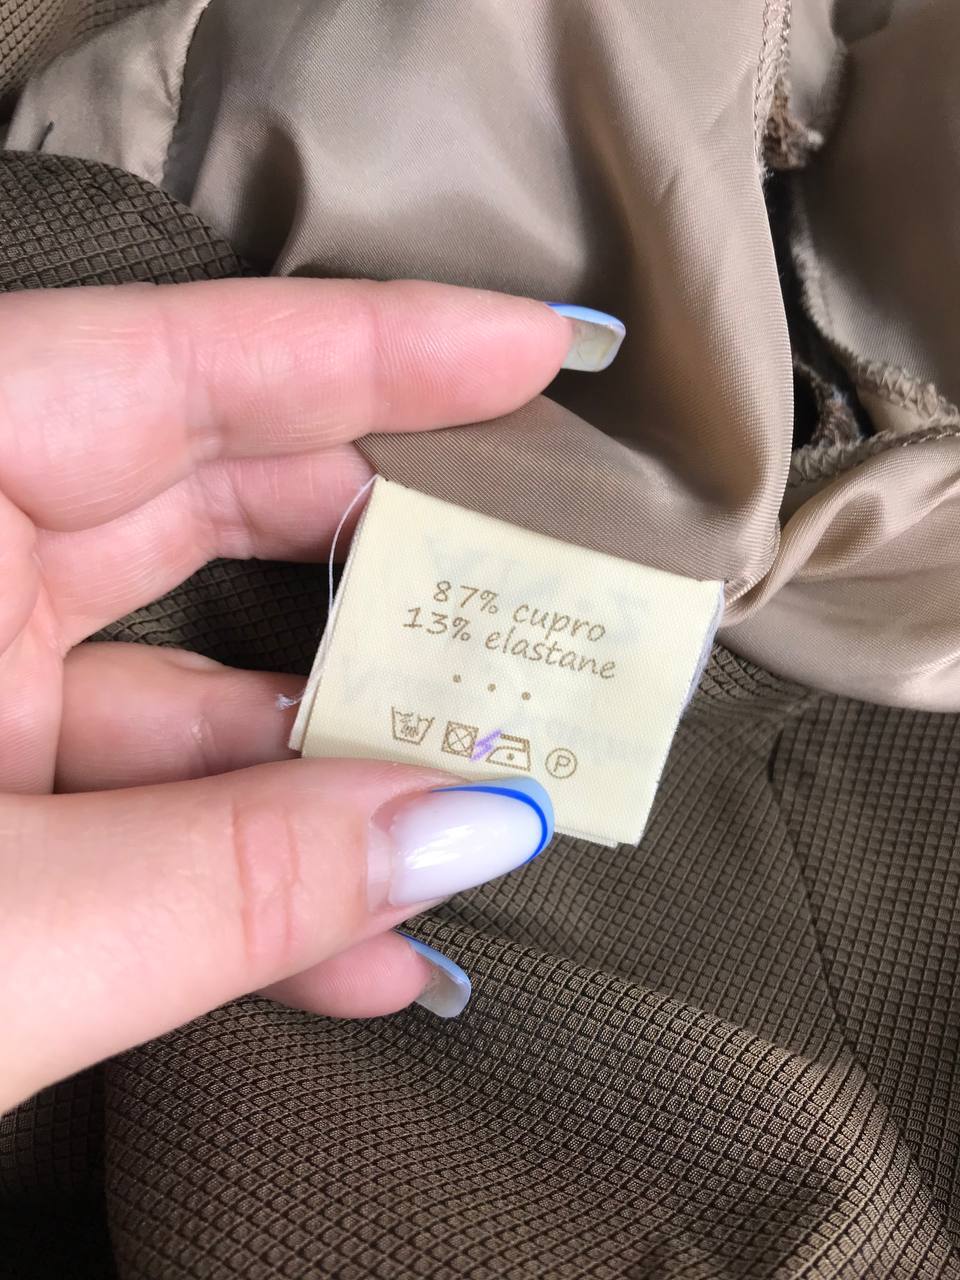 87% cupro
13% elastane
• • •
P